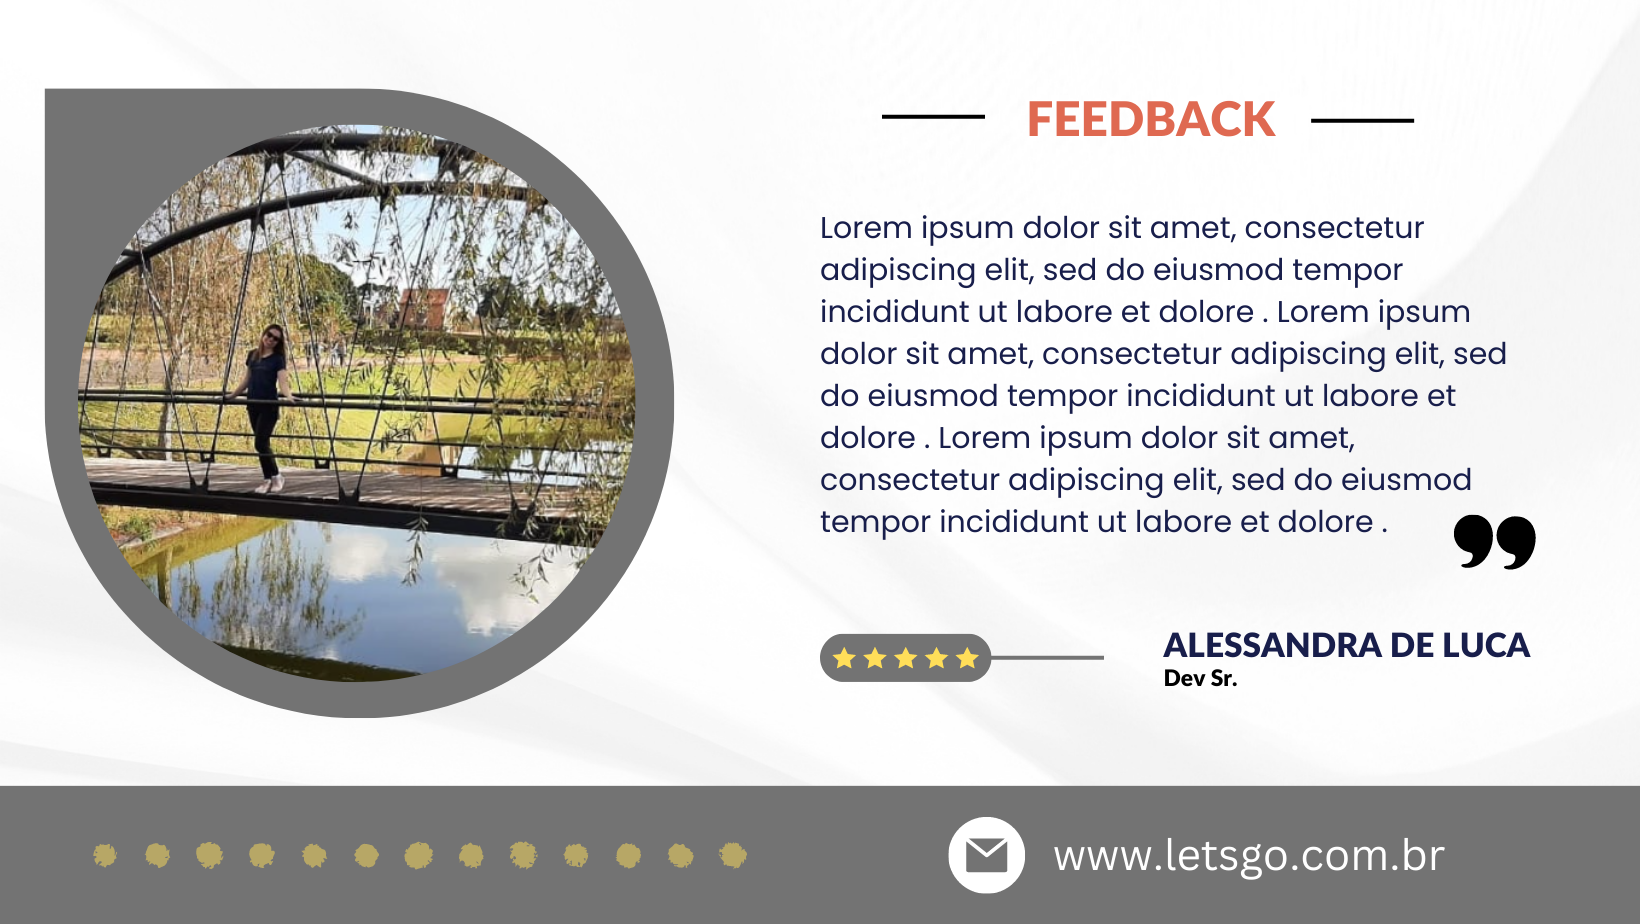 FEEDBACK
Lorem ipsum dolor sit amet, consectetur
adipiscing elit, sed do eiusmod tempor
incididunt ut labore et dolore . Lorem ipsum
dolor sit amet, consectetur adipiscing elit, sed
do eiusmod tempor incididunt ut labore et
dolore . Lorem ipsum dolor sit amet,
consectetur adipiscing elit, sed do eiusmod
tempor incididunt ut labore et dolore .
ALESSANDRA DE LUCA
Dev Sr.
www.letsgo.com.br